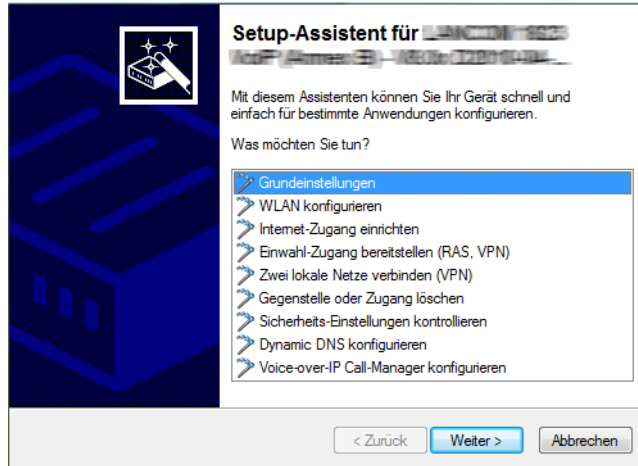 Setup-Assistent für
Mit diesem Assistenten können Sie Ihr Gerät schnell und
einfach für bestimmte Anwendungen konfigurieren.
Was möchten Sie tun?
Grundeinstellungen
WLAN konfigurieren
Internet-Zugang einrichten
Einwahl-Zugang bereitstellen (RAS, VPN)
Zwei lokale Netze verbinden (VPN)
Gegenstelle oder Zugang löschen
Sicherheits-Einstellungen kontrollieren
Dynamic DNS konfigurieren
Voice-over-IP Call-Manager konfigurieren
< Zurück
Weiter >
Abbrechen